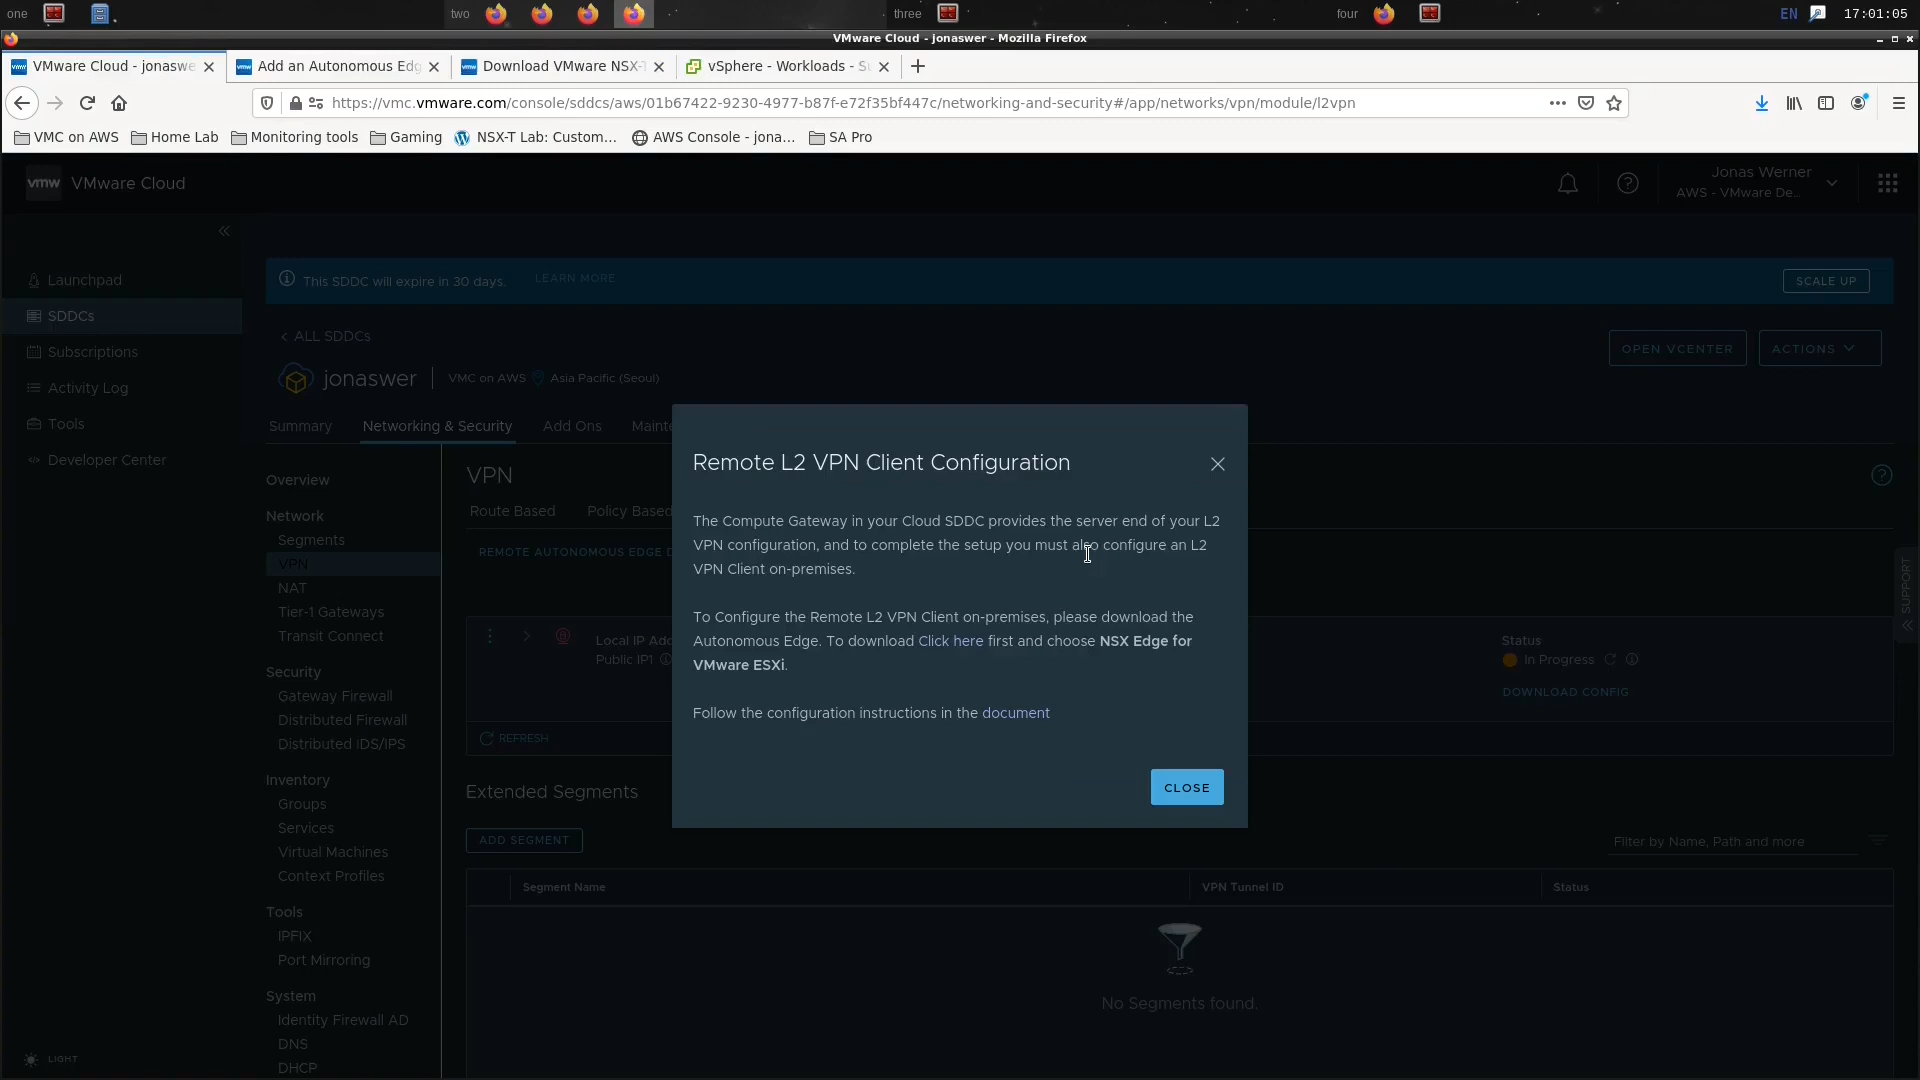 one
two
three
four
EN
17:01:05
VMware Cloud - jonaswer - Mozilla Firefox
vmw VMware Cloud - jonaswe
vmw Add an Autonomous Edg
vmw Download VMware NSX-T
vSphere - Workloads - S
https://vmc.vmware.com/console/sddcs/aws/01b67422-9230-4977-b87f-e72f35bf447c/networking-and-security#/app/networks/vpn/module/l2vpn
VMC on AWS
Home Lab
Monitoring tools
Gaming
NSX-T Lab: Custom...
AWS Console - jona...
SA Pro
vmw VMware Cloud
Jonas Werner
AWS - VMware De...
Launchpad
SDDCs
Subscriptions
Activity Log
Tools
Developer Center
LIGHT
This SDDC will expire in 30 days.
LEARN MORE
SCALE UP
ALL SDDCs
jonaswer
VMC on AWS
Asia Pacific (Seoul)
OPEN VCENTER
ACTIONS
Summary
Networking & Security
Add Ons
Mainte
Overview
Network
Segments
VPN
NAT
Tier-1 Gateways
Transit Connect
Security
Gateway Firewall
Distributed Firewall
Distributed IDS/IPS
Inventory
Groups
Services
Virtual Machines
Context Profiles
Tools
IPFIX
Port Mirroring
System
Identity Firewall AD
DNS
DHCP
VPN
Route Based
Policy Based
REMOTE AUTONOMOUS EDGE D
Local IP Add
Public IP1
Status
In Progress
DOWNLOAD CONFIG
REFRESH
Remote L2 VPN Client Configuration
The Compute Gateway in your Cloud SDDC provides the server end of your L2
VPN configuration, and to complete the setup you must also configure an L2
VPN Client on-premises.
To Configure the Remote L2 VPN Client on-premises, please download the
Autonomous Edge. To download Click here first and choose NSX Edge for
VMware ESXi.
Follow the configuration instructions in the document
CLOSE
SUPPORT
Extended Segments
ADD SEGMENT
Filter by Name, Path and more
Segment Name
VPN Tunnel ID
Status
No Segments found.